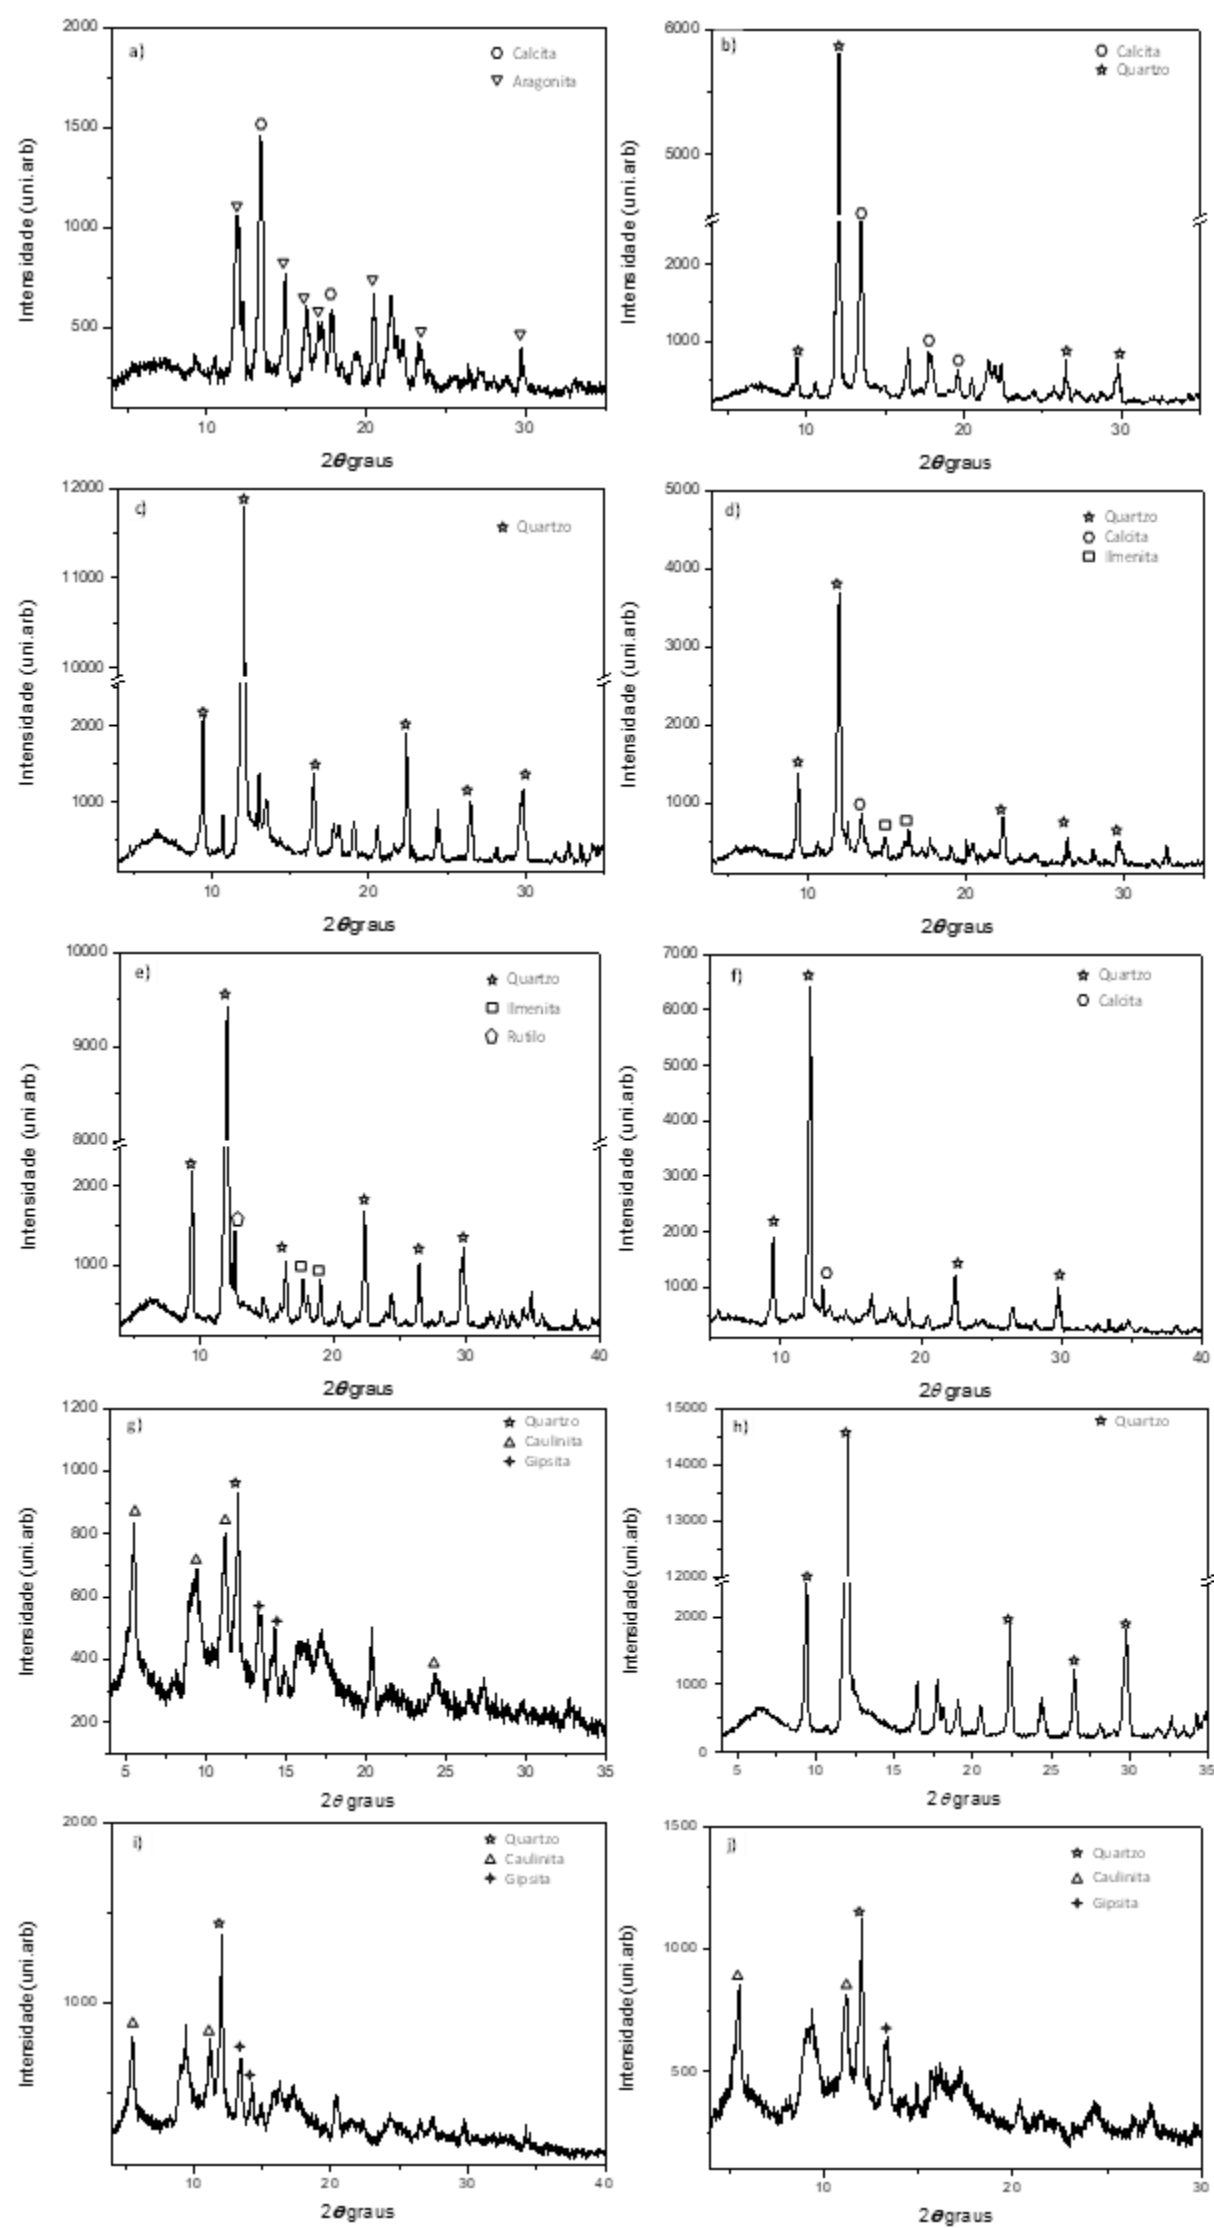 a)
Calcita
Aragonita
2000
1500
1000
500
10
20
30
Intensidade (uni.arb)
2θ graus
b)
Calcita
Quartzo
6000
5000
2000
1000
10
20
30
Intensidade (uni.arb)
2θ graus
c)
Quartzo
12000
11000
10000
2000
1000
10
20
30
Intensidade (uni.arb)
2θ graus
d)
Quartzo
Calcita
Ilmenita
5000
4000
3000
2000
1000
10
20
30
Intensidade (uni.arb)
2θ graus
e)
Quartzo
Ilmenita
Rutilo
10000
9000
8000
2000
1000
10
20
30
40
Intensidade (uni.arb)
2θ graus
f)
Quartzo
Calcita
7000
6000
5000
4000
3000
2000
1000
10
20
30
40
Intensidade (uni.arb)
2θ graus
g)
Quartzo
Caulinita
Gipsita
1200
1000
800
600
400
200
5
10
15
20
25
30
35
Intensidade (uni.arb)
2θ graus
h)
Quartzo
15000
14000
13000
12000
2000
1000
0
5
10
15
20
25
30
35
Intensidade (uni.arb)
2θ graus
i)
Quartzo
Caulinita
Gipsita
2000
1000
10
20
30
40
Intensidade (uni.arb)
2θ graus
j)
Quartzo
Caulinita
Gipsita
1500
1000
500
10
20
30
Intensidade (uni.arb)
2θ graus